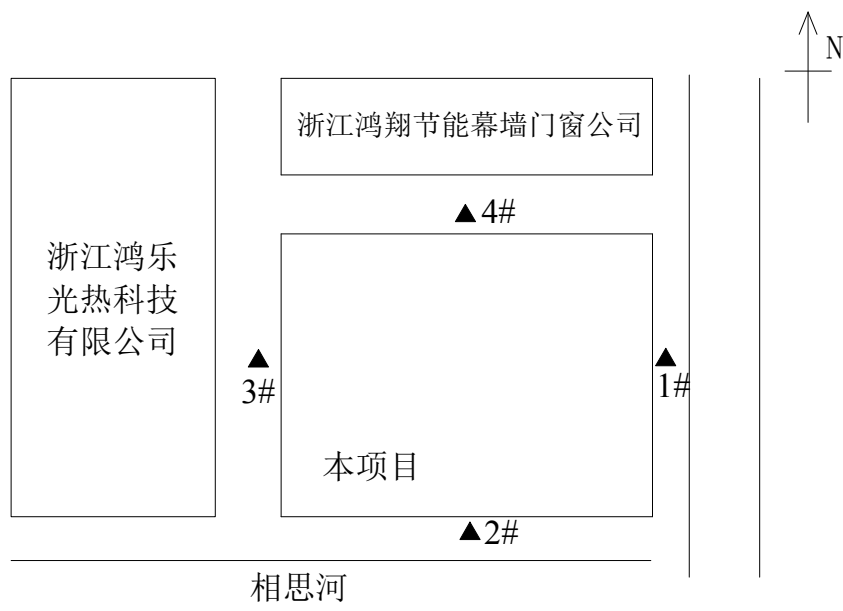 N
浙江鸿翔节能幕墙门窗公司
▲4#
浙江鸿乐
光热科技
有限公司
▲
3#
▲
1#
本项目
▲2#
相思河